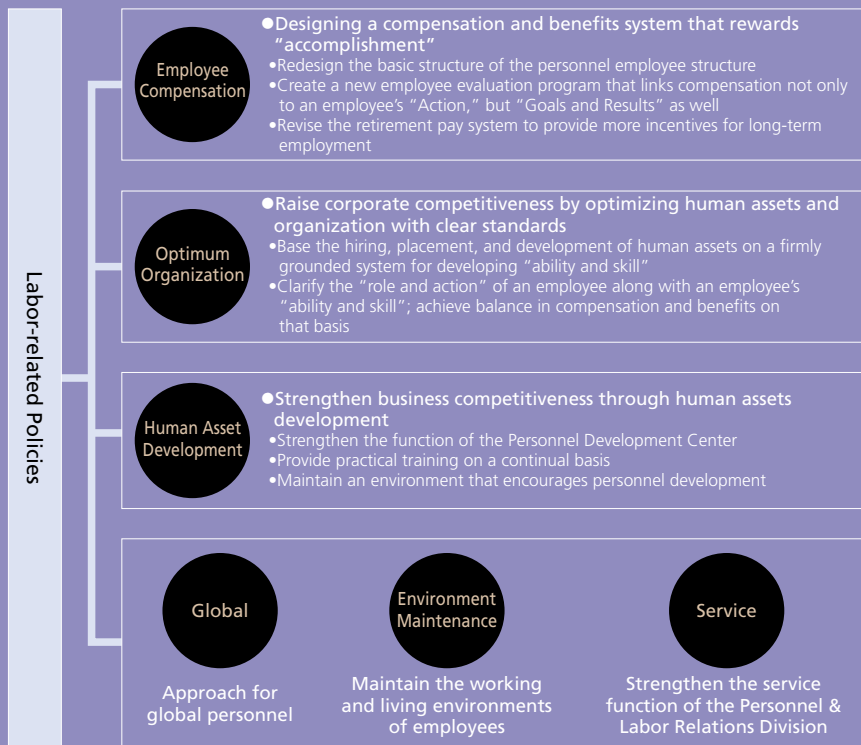 Labor-related Policies
Employee
Compensation
●Designing a compensation and benefits system that rewards
“accomplishment”
•Redesign the basic structure of the personnel employee structure
•Create a new employee evaluation program that links compensation not only
to an employee’s “Action,” but “Goals and Results” as well
•Revise the retirement pay system to provide more incentives for long-term
employment
Optimum
Organization
●Raise corporate competitiveness by optimizing human assets and
organization with clear standards
•Base the hiring, placement, and development of human assets on a firmly
grounded system for developing “ability and skill”
•Clarify the “role and action” of an employee along with an employee’s
“ability and skill”; achieve balance in compensation and benefits on
that basis
Human Asset
Development
●Strengthen business competitiveness through human assets
development
•Strengthen the function of the Personnel Development Center
•Provide practical training on a continual basis
•Maintain an environment that encourages personnel development
Global
Approach for
global personnel
Environment
Maintenance
Maintain the working
and living environments
of employees
Service
Strengthen the service
function of the Personnel &
Labor Relations Division